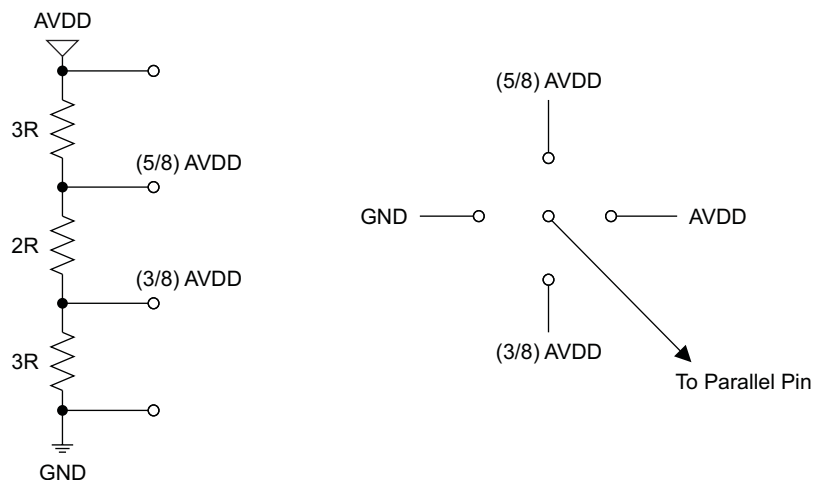 AVDD
3R
(5/8) AVDD
2R
(3/8) AVDD
3R
GND
(5/8) AVDD
GND
AVDD
(3/8) AVDD
To Parallel Pin